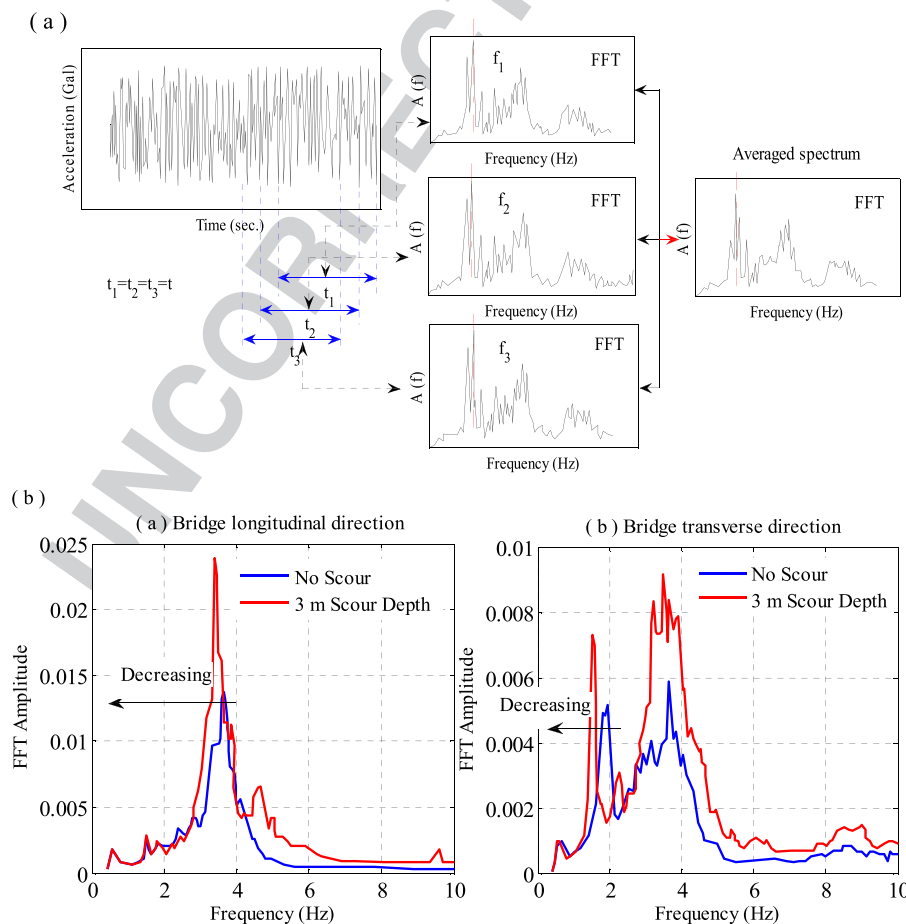 ( a )
Acceleration (Gal)
Time (sec.)
t1=t2=t3=t
t1
t2
t3
f1
FFT
A (f)
Frequency (Hz)
f2
FFT
A (f)
Frequency (Hz)
f3
FFT
A (f)
Frequency (Hz)
Averaged spectrum
FFT
A (f)
Frequency (Hz)
( b )
( a ) Bridge longitudinal direction
0.025
0.02
0.015
0.01
0.005
0
FFT Amplitude
No Scour
3 m Scour Depth
Decreasing
0 2 4 6 8 10
Frequency (Hz)
( b ) Bridge transverse direction
0.01
0.008
0.006
0.004
0.002
0
FFT Amplitude
No Scour
3 m Scour Depth
Decreasing
0 2 4 6 8 10
Frequency (Hz)